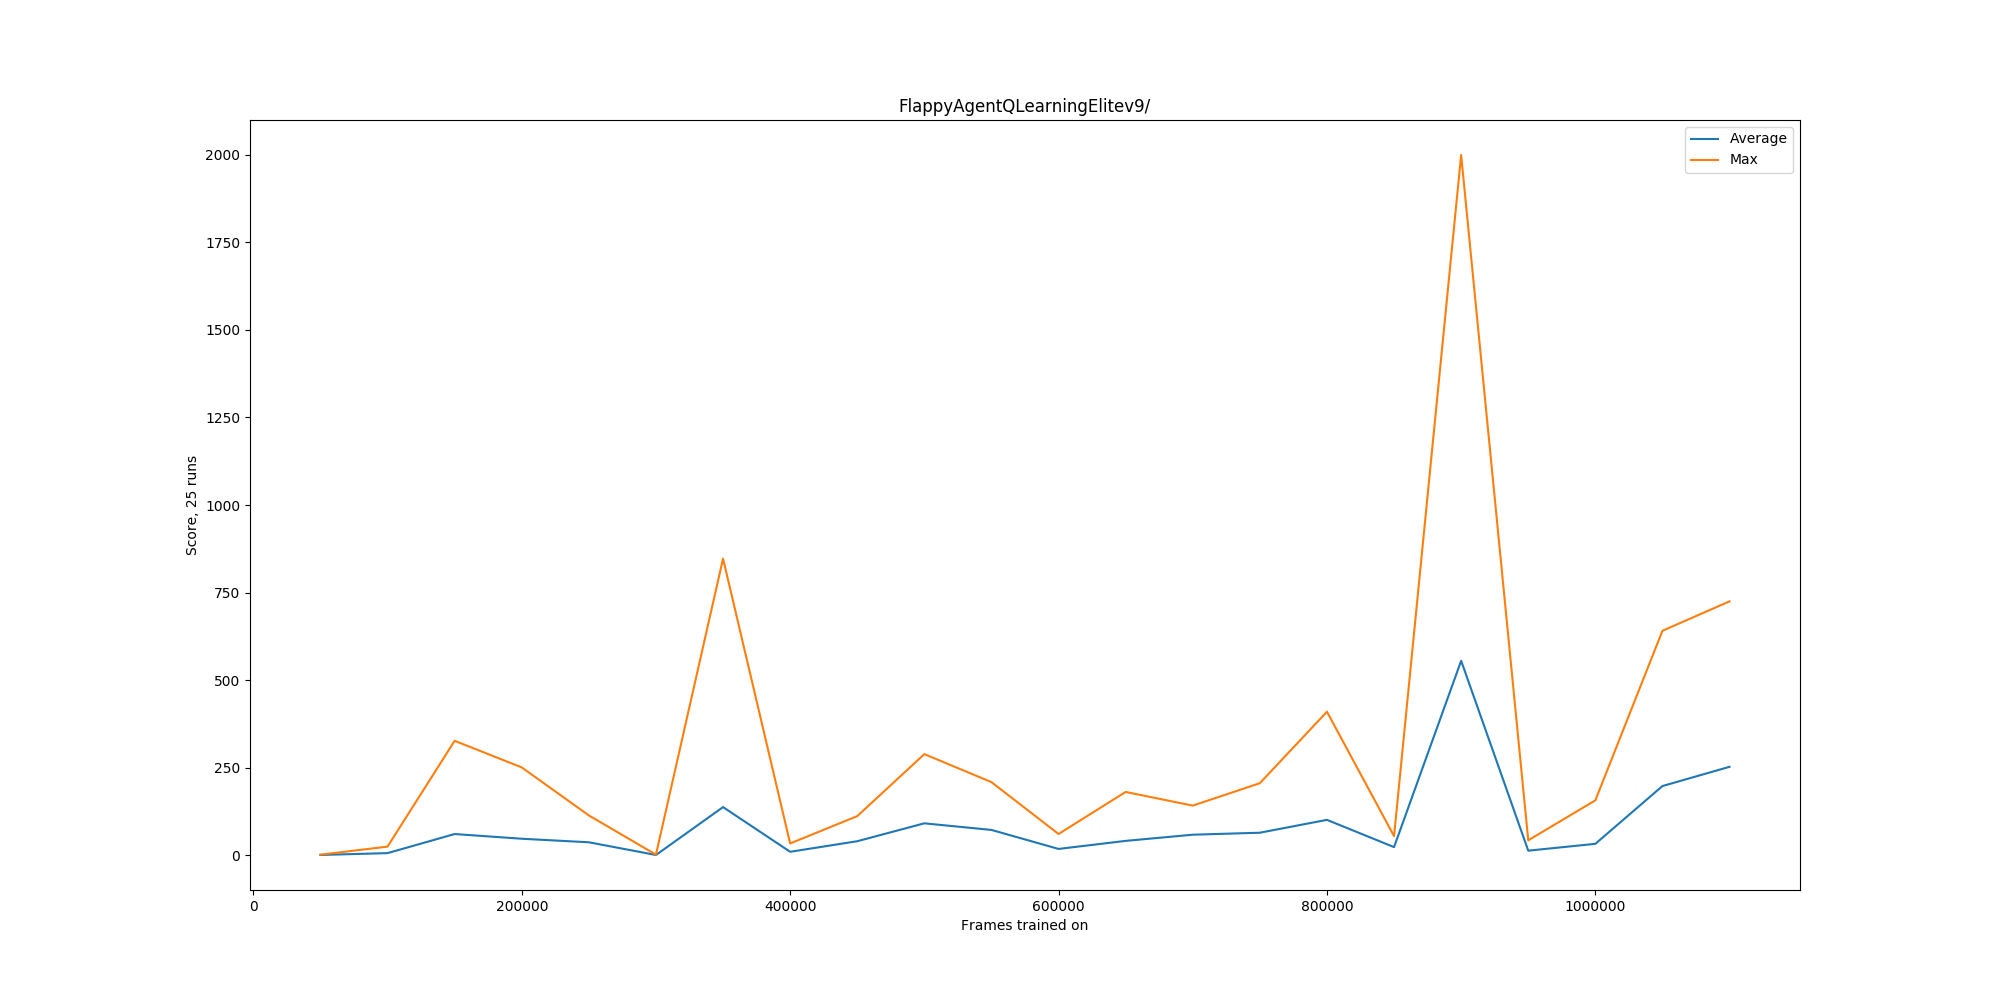 FlappyAgentQLearningElitev9/
Average
Max
2000
1750
1500
1250
1000
750
500
250
0
Score, 25 runs
0 200000 400000 600000 800000 1000000
Frames trained on